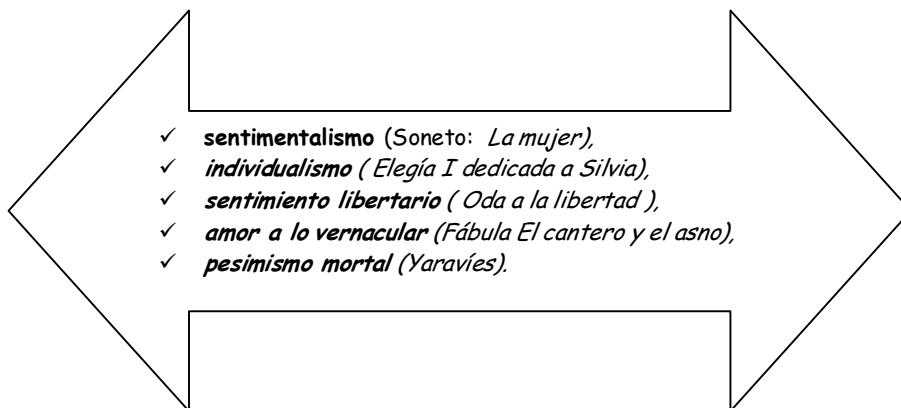 ✓ sentimentalismo (Soneto: La mujer),
✓ individualismo ( Elegía I dedicada a Silvia),
✓ sentimiento libertario ( Oda a la libertad ),
✓ amor a lo vernacular (Fábula El cantero y el asno),
✓ pesimismo mortal (Yaravíes).